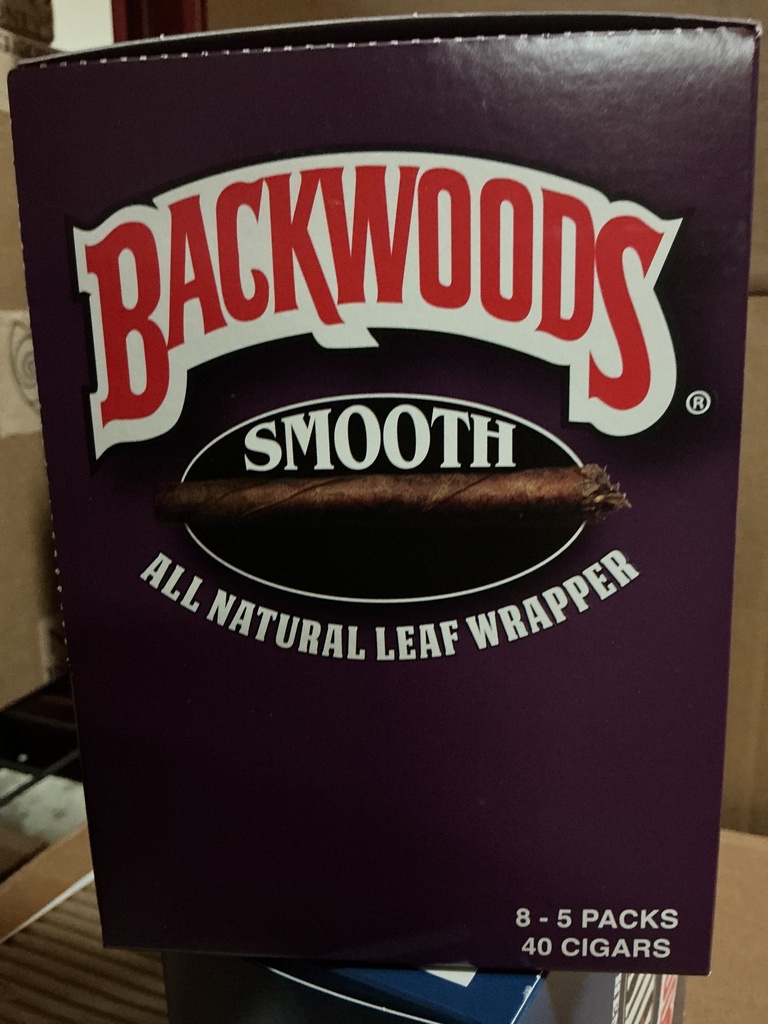 BACKWOODS
®
SMOOTH
ALL NATURAL LEAF WRAPPER
8 - 5 PACKS
40 CIGARS